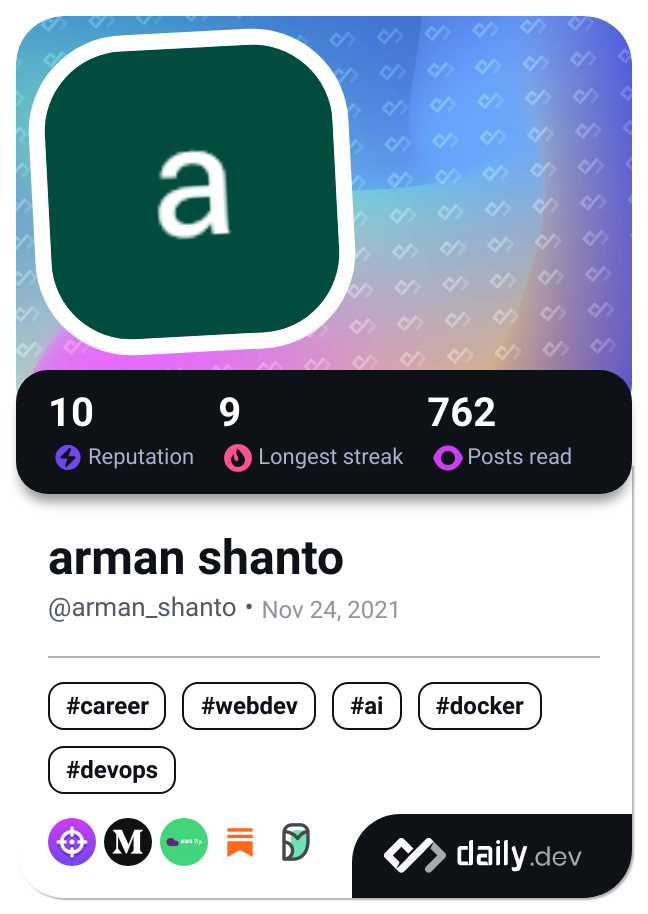 a
10 9 762
Reputation Longest streak Posts read
arman shanto
@arman_shanto • Nov 24, 2021
#career #webdev #ai #docker
#devops
M AWS Tip
daily.dev